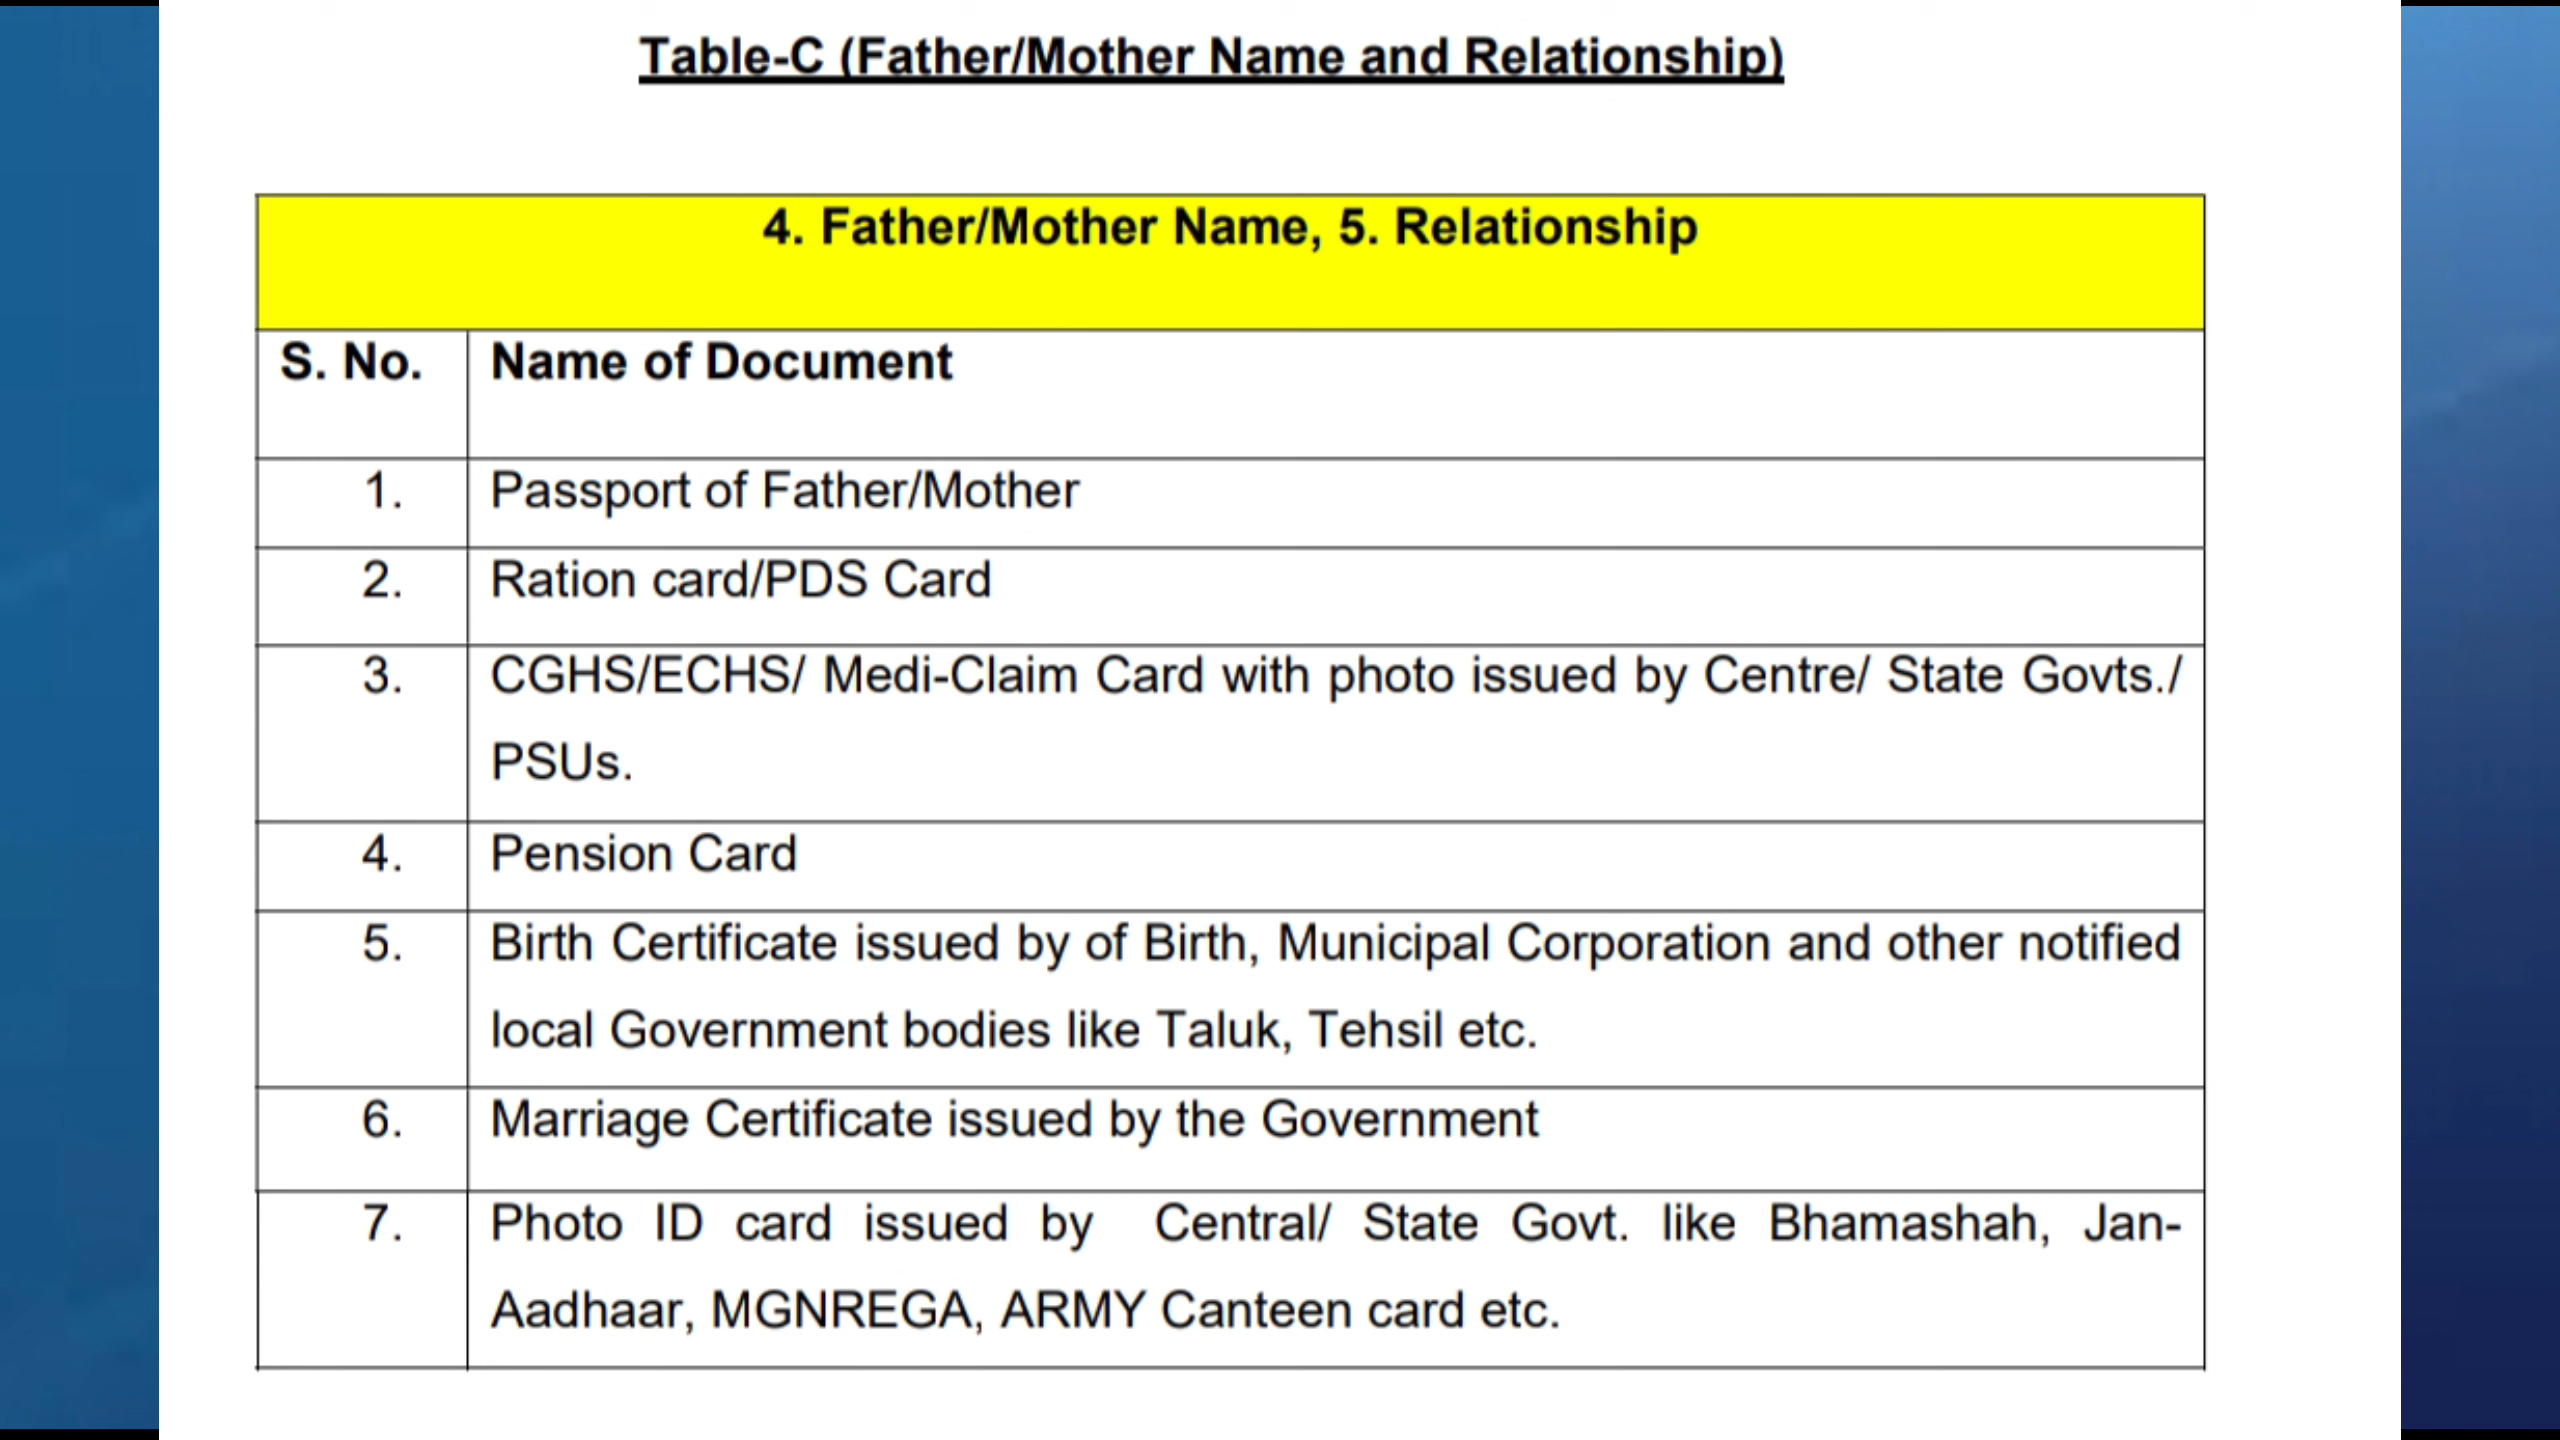 Table-C (Father/Mother Name and Relationship)
4. Father/Mother Name, 5. Relationship
S. No. Name of Document
1. Passport of Father/Mother
2. Ration card/PDS Card
3. CGHS/ECHS/ Medi-Claim Card with photo issued by Centre/ State Govts./
PSUs.
4. Pension Card
5. Birth Certificate issued by of Birth, Municipal Corporation and other notified
local Government bodies like Taluk, Tehsil etc.
6. Marriage Certificate issued by the Government
7. Photo ID card issued by Central/ State Govt. like Bhamashah, Jan-
Aadhaar, MGNREGA, ARMY Canteen card etc.